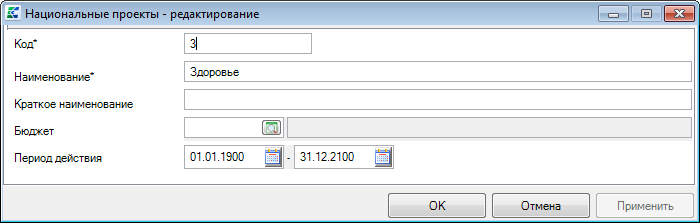 Национальные проекты - редактирование
Код* 3
Наименование* Здоровье
Краткое наименование
Бюджет
Период действия 01.01.1900 - 31.12.2100
OK Отмена Применить